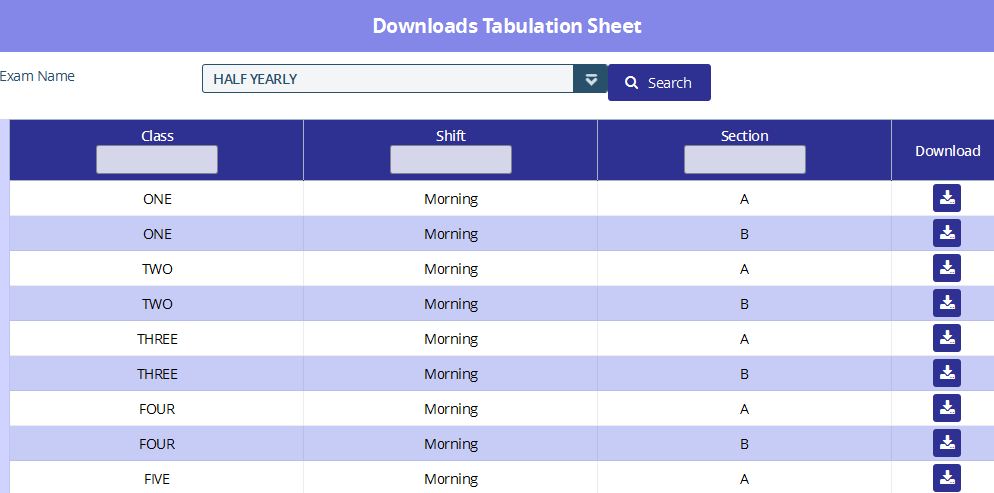 Downloads Tabulation Sheet
Exam Name HALF YEARLY Search
Class Shift Section Download
ONE Morning A
ONE Morning B
TWO Morning A
TWO Morning B
THREE Morning A
THREE Morning B
FOUR Morning A
FOUR Morning B
FIVE Morning A